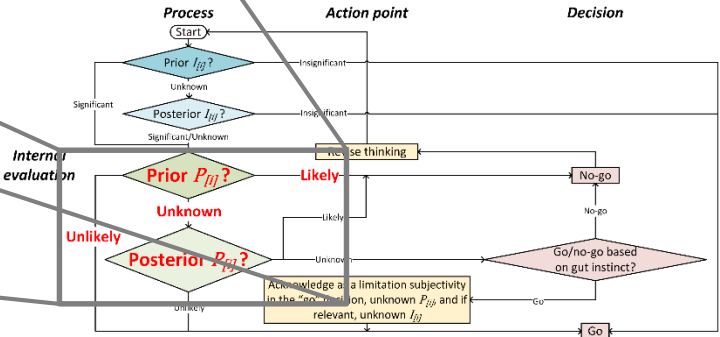 Process
Action point
Decision
Start
Prior I[i]?
Insignificant
Unknown
Significant
Posterior I[i]?
Insignificant
Significant/Unknown
Internal
evaluation
thinking
Prior P[i]?
Likely
No-go
Unknown
No-go
Likely
Unlikely
Posterior P[i]?
Unknown
Go/no-go based
on gut instinct?
Acknowledge as a limitation subjectivity
in the "go" decision, unknown P[i], and if
relevant, unknown I[i]
Go
Unlikely
Go